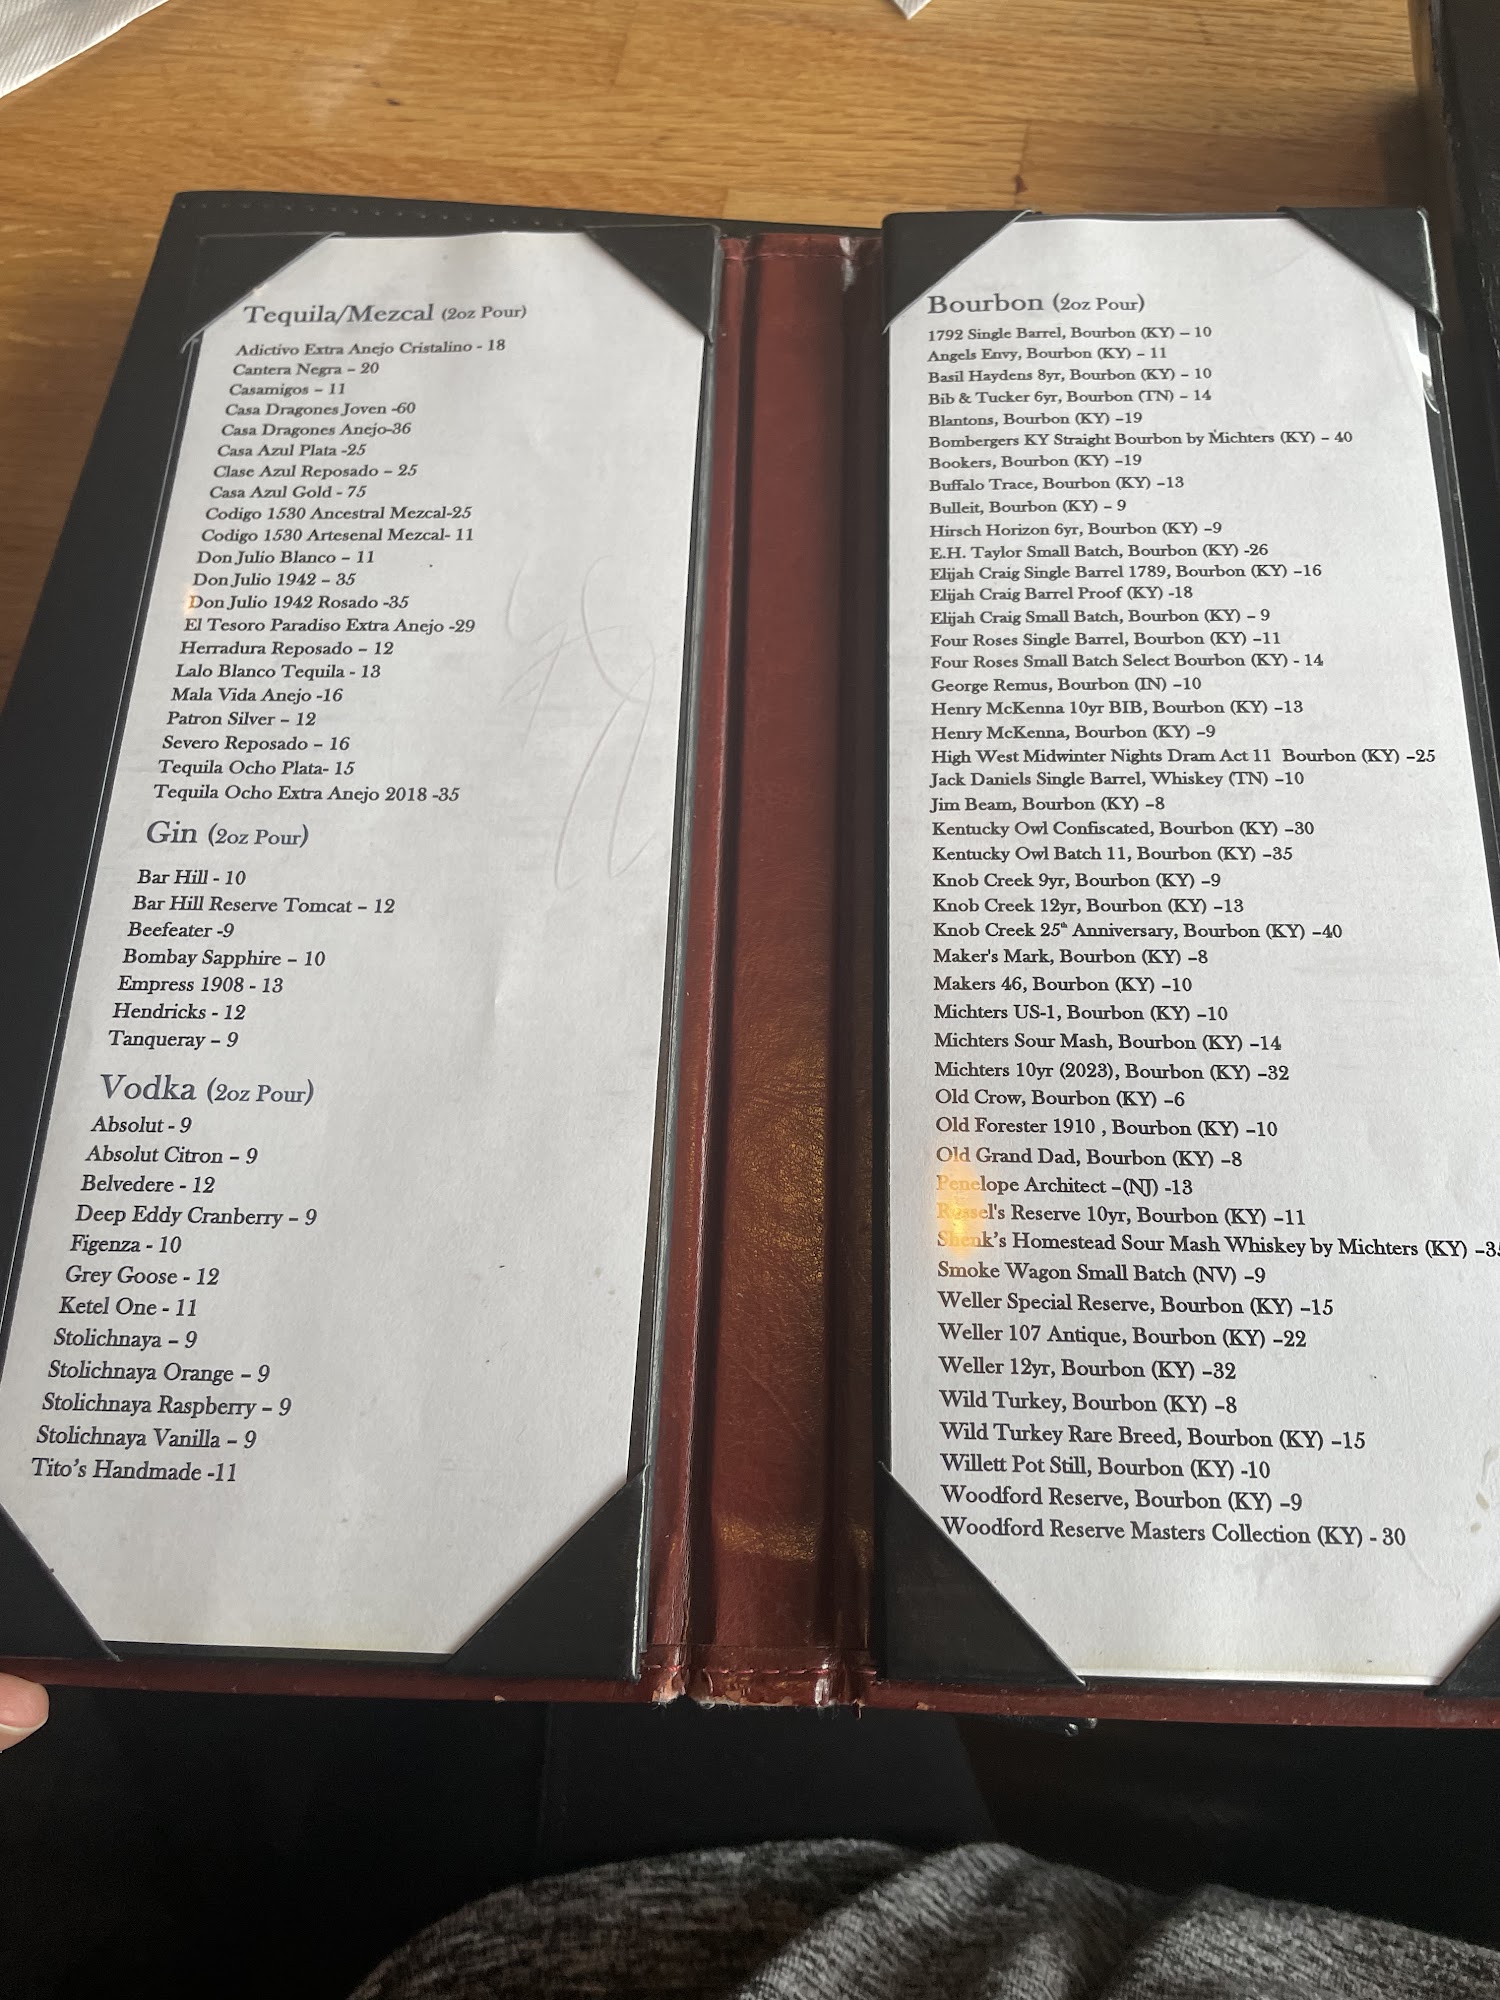 Tequila/Mezcal (2oz Pour)
Adictivo Extra Anejo Cristalino - 18
Cantera Negra – 20
Casamigos – 11
Casa Dragones Joven -60
Casa Dragones Anejo-36
Casa Azul Plata -25
Clase Azul Reposado – 25
Casa Azul Gold - 75
Codigo 1530 Ancestral Mezcal-25
Codigo 1530 Artesenal Mezcal- 11
Don Julio Blanco – 11
Don Julio 1942 – 35
Don Julio 1942 Rosado -35
El Tesoro Paradiso Extra Anejo -29
Herradura Reposado – 12
Lalo Blanco Tequila - 13
Mala Vida Anejo -16
Patron Silver – 12
Severo Reposado – 16
Tequila Ocho Plata- 15
Tequila Ocho Extra Anejo 2018 -35
Gin (2oz Pour)
Bar Hill - 10
Bar Hill Reserve Tomcat – 12
Beefeater -9
Bombay Sapphire – 10
Empress 1908 - 13
Hendricks - 12
Tanqueray – 9
Vodka (2oz Pour)
Absolut - 9
Absolut Citron – 9
Belvedere - 12
Deep Eddy Cranberry – 9
Figenza - 10
Grey Goose - 12
Ketel One - 11
Stolichnaya – 9
Stolichnaya Orange – 9
Stolichnaya Raspberry – 9
Stolichnaya Vanilla – 9
Tito’s Handmade -11
Bourbon (2oz Pour)
1792 Single Barrel, Bourbon (KY) – 10
Angels Envy, Bourbon (KY) – 11
Basil Haydens 8yr, Bourbon (KY) – 10
Bib & Tucker 6yr, Bourbon (TN) – 14
Blantons, Bourbon (KY) –19
Bombergers KY Straight Bourbon by Michters (KY) – 40
Bookers, Bourbon (KY) –19
Buffalo Trace, Bourbon (KY) –13
Bulleit, Bourbon (KY) – 9
Hirsch Horizon 6yr, Bourbon (KY) –9
E.H. Taylor Small Batch, Bourbon (KY) -26
Elijah Craig Single Barrel 1789, Bourbon (KY) –16
Elijah Craig Barrel Proof (KY) -18
Elijah Craig Small Batch, Bourbon (KY) – 9
Four Roses Single Barrel, Bourbon (KY) –11
Four Roses Small Batch Select Bourbon (KY) - 14
George Remus, Bourbon (IN) –10
Henry McKenna 10yr BIB, Bourbon (KY) –13
Henry McKenna, Bourbon (KY) –9
High West Midwinter Nights Dram Act 11 Bourbon (KY) –25
Jack Daniels Single Barrel, Whiskey (TN) –10
Jim Beam, Bourbon (KY) –8
Kentucky Owl Confiscated, Bourbon (KY) –30
Kentucky Owl Batch 11, Bourbon (KY) –35
Knob Creek 9yr, Bourbon (KY) –9
Knob Creek 12yr, Bourbon (KY) –13
Knob Creek 25th Anniversary, Bourbon (KY) –40
Maker's Mark, Bourbon (KY) –8
Makers 46, Bourbon (KY) –10
Michters US-1, Bourbon (KY) –10
Michters Sour Mash, Bourbon (KY) –14
Michters 10yr (2023), Bourbon (KY) –32
Old Crow, Bourbon (KY) –6
Old Forester 1910 , Bourbon (KY) –10
Old Grand Dad, Bourbon (KY) –8
Penelope Architect –(NJ) -13
Russel's Reserve 10yr, Bourbon (KY) –11
Shenk’s Homestead Sour Mash Whiskey by Michters (KY)
Smoke Wagon Small Batch (NV) –9
Weller Special Reserve, Bourbon (KY) –15
Weller 107 Antique, Bourbon (KY) –22
Weller 12yr, Bourbon (KY) –32
Wild Turkey, Bourbon (KY) –8
Wild Turkey Rare Breed, Bourbon (KY) –15
Willett Pot Still, Bourbon (KY) -10
Woodford Reserve, Bourbon (KY) –9
Woodford Reserve Masters Collection (KY) - 30